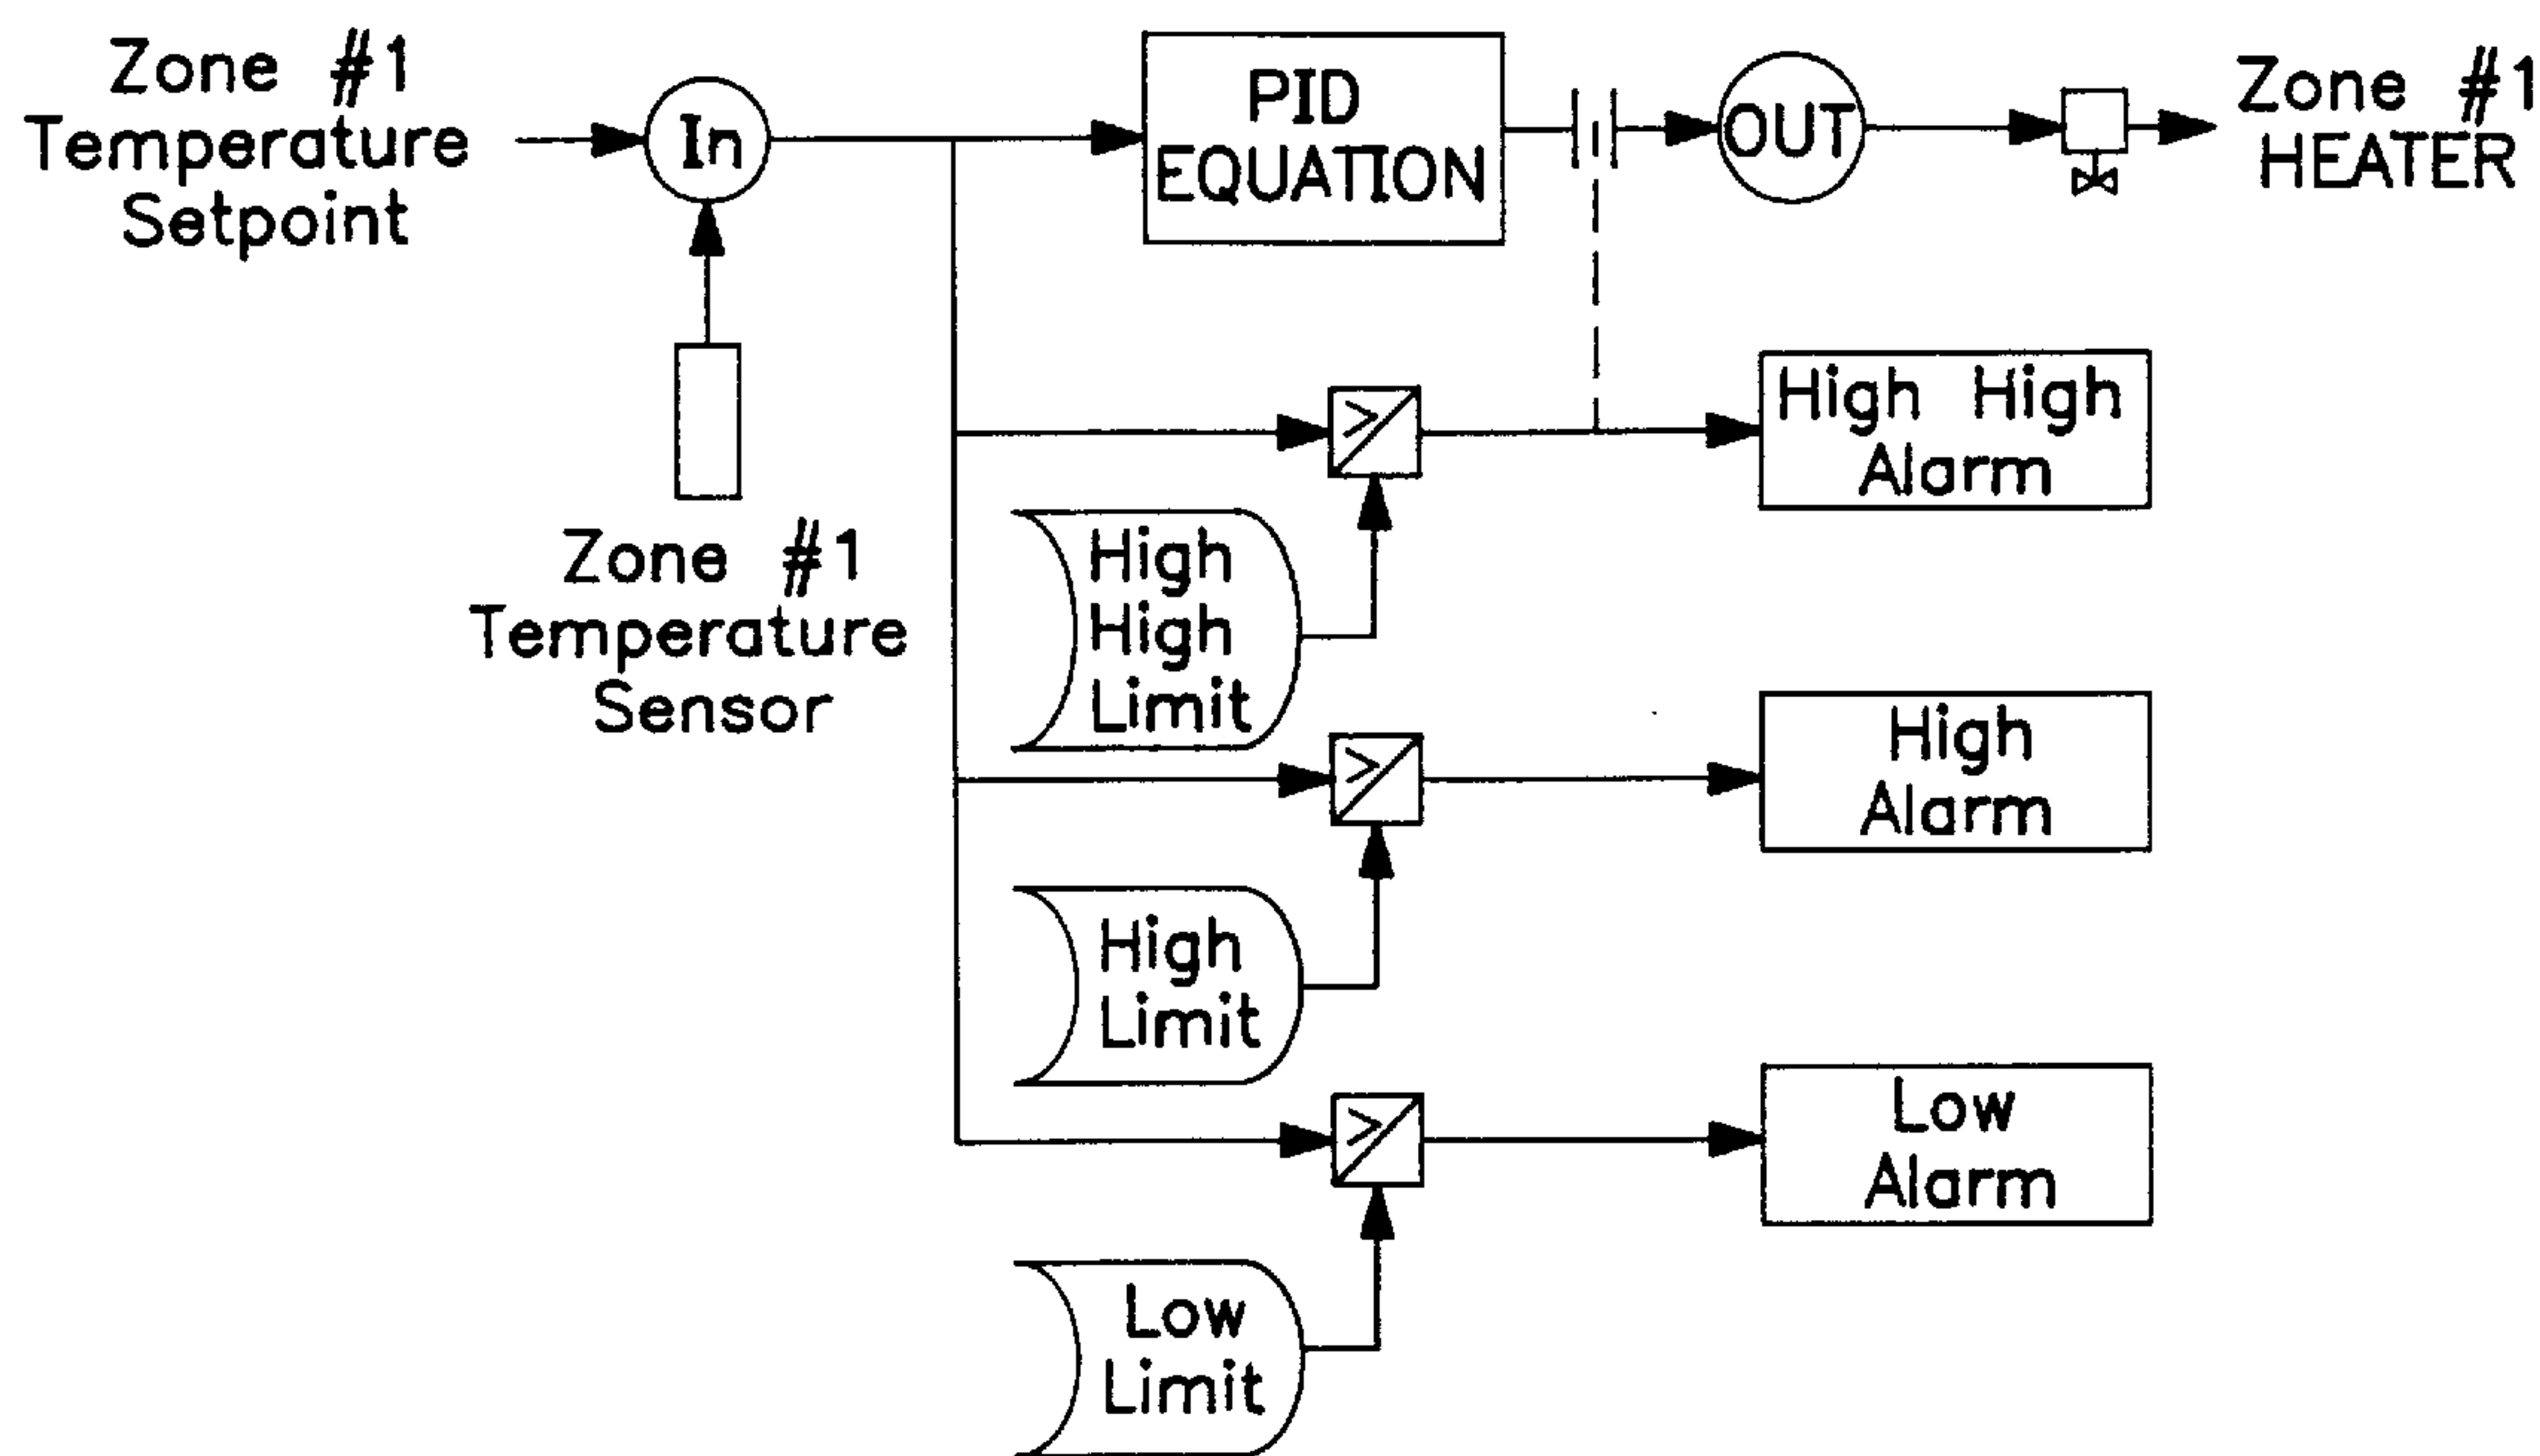 Zone #1
Temperature
Setpoint
In
PID
EQUATION
OUT
Zone #1
HEATER
Zone #1
Temperature
Sensor
>
High High
Alarm
High
High
Limit
>
High
Alarm
High
Limit
>
Low
Alarm
Low
Limit